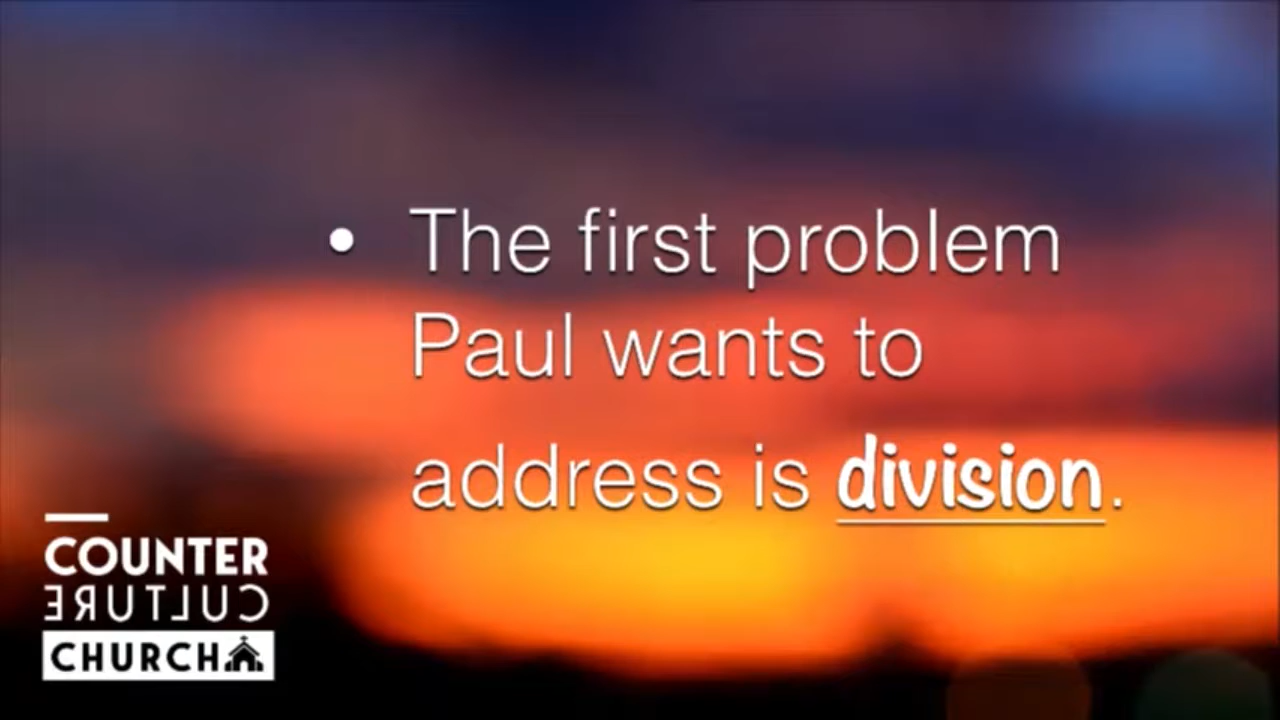 • The first problem
Paul wants to
address is division.
COUNTER
CULTURE
CHURCH